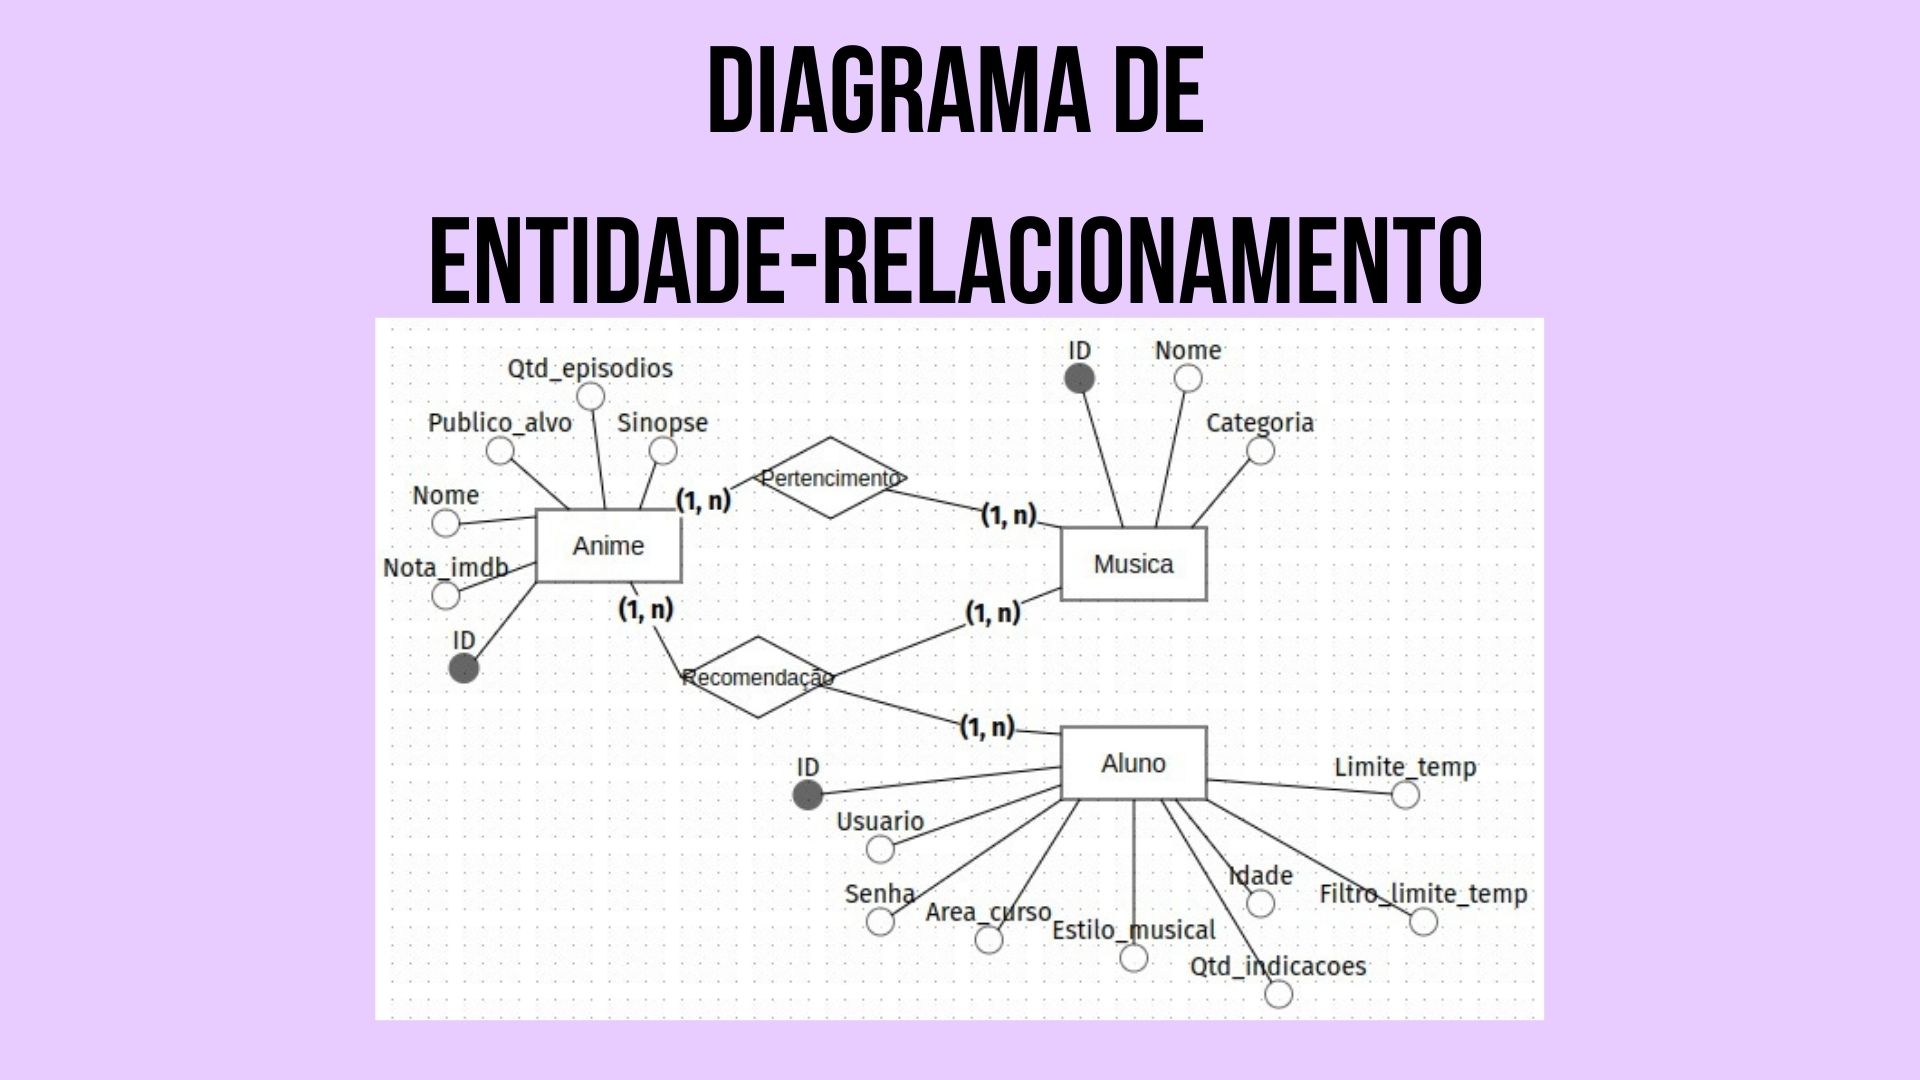 DIAGRAMA DE
ENTIDADE-RELACIONAMENTO
ID
Nome
Qtd_episodios
Publico_alvo
Sinopse
Categoria
Pertencimento
Nome
(1, n)
(1, n)
Anime
Musica
Nota_imdb
(1, n)
(1, n)
ID
Recomendação
(1, n)
ID
Aluno
Limite_temp
Usuario
Idade
Senha
Filtro_limite_temp
Area_curso
Estilo_musical
Qtd_indicacoes